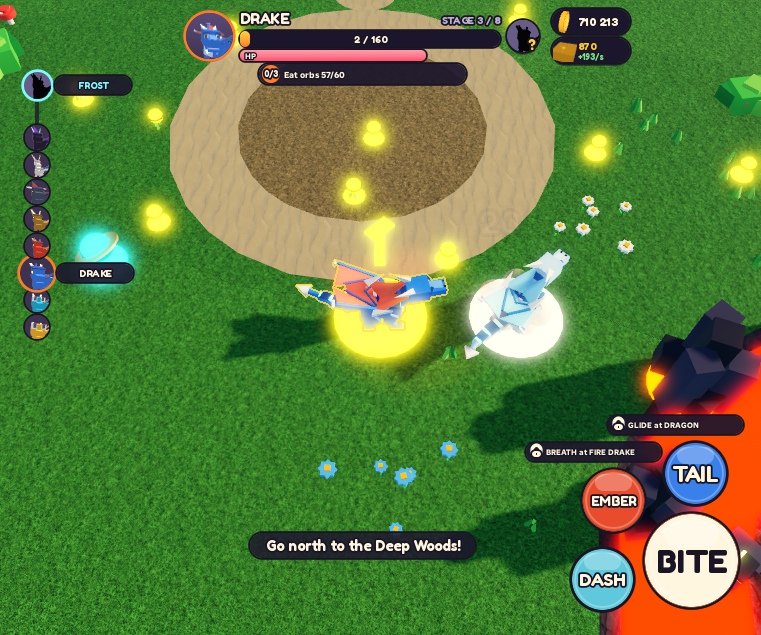 DRAKE
STAGE 3 / 8
2 / 160
HP
0/3 Eat orbs 57/60
?
710 213
870
+193/s
FROST
DRAKE
GLIDE at DRAGON
BREATH at FIRE DRAKE
TAIL
EMBER
BITE
DASH
Go north to the Deep Woods!